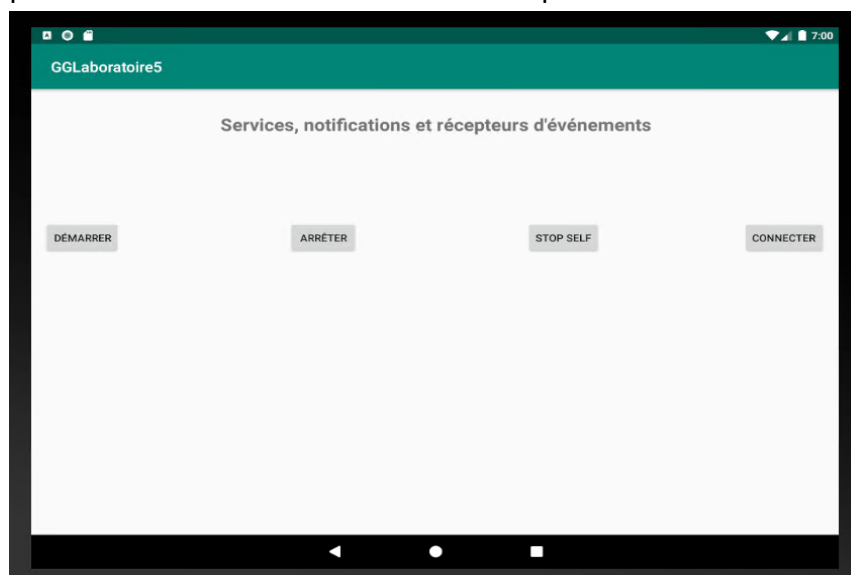 7:00
GGLaboratoire5
Services, notifications et récepteurs d'événements
DÉMARRER ARRÊTER STOP SELF CONNECTER